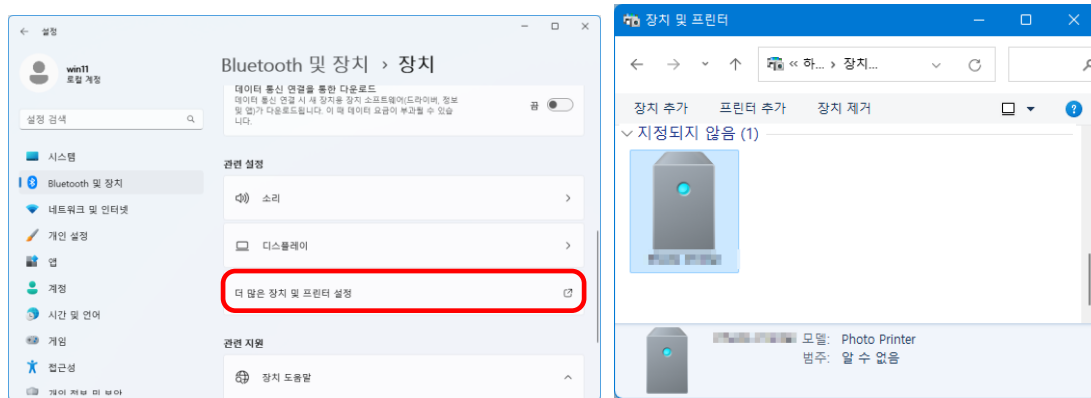 설정
win11
로컬 계정
설정 검색
시스템
Bluetooth 및 장치
네트워크 및 인터넷
개인 설정
앱
계정
시간 및 언어
게임
접근성
개인 정보 및 보안
Bluetooth 및 장치 › 장치
데이터 통신 연결을 통한 다운로드
데이터 통신 연결 시 새 장치용 장치 소프트웨어(드라이버, 정보
및 앱)가 다운로드됩니다. 이 때 데이터 요금이 부과될 수 있습
니다.
끔
관련 설정
소리
디스플레이
더 많은 장치 및 프린터 설정
관련 지원
장치 도움말
장치 및 프린터
« 하... › 장치...
장치 추가 프린터 추가 장치 제거
지정되지 않음 (1)
모델: Photo Printer
범주: 알 수 없음